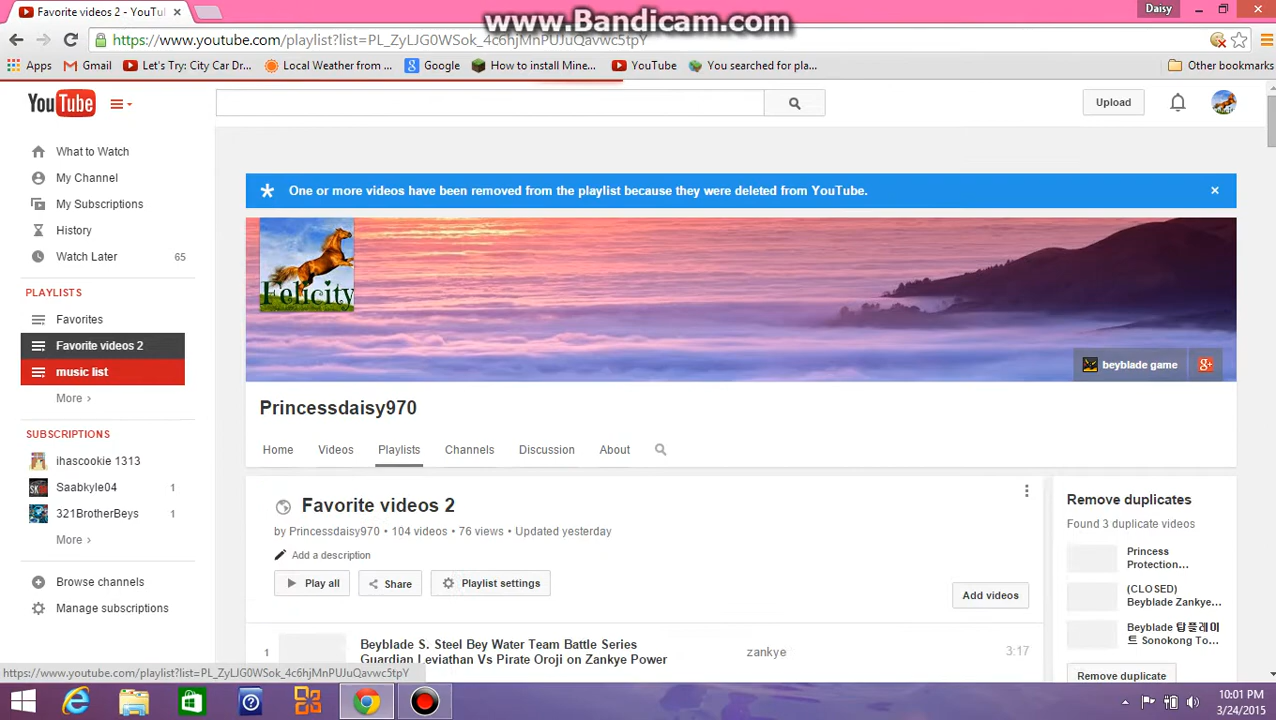 Favorite videos 2 - YouTu
www.Bandicam.com
Daisy
https://www.youtube.com/playlist?list=PL_ZyLJG0WSok_4c6hjMnPUJuQavwc5tpY
Apps
Gmail
Let's Try: City Car Dr...
Local Weather from ...
Google
How to install Mine...
YouTube
You searched for pla...
Other bookmarks
YouTube
Upload
What to Watch
My Channel
My Subscriptions
History
Watch Later 65
PLAYLISTS
Favorites
Favorite videos 2
music list
More ›
SUBSCRIPTIONS
ihascookie 1313
Saabkyle04 1
321BrotherBeys 1
More ›
Browse channels
Manage subscriptions
One or more videos have been removed from the playlist because they were deleted from YouTube.
Felicity
beyblade game
Princessdaisy970
Home Videos Playlists Channels Discussion About
Favorite videos 2
by Princessdaisy970 • 104 videos • 76 views • Updated yesterday
Add a description
Play all
Share
Playlist settings
Add videos
1
Beyblade S. Steel Bey Water Team Battle Series
Guardian Leviathan Vs Pirate Oroji on Zankye Power
zankye
3:17
Remove duplicates
Found 3 duplicate videos
Princess
Protection...
(CLOSED)
Beyblade Zankye...
Beyblade 탑플레이
트 Sonokong To...
Remove duplicate
https://www.youtube.com/playlist?list=PL_ZyLJG0WSok_4c6hjMnPUJuQavwc5tpY
10:01 PM
3/24/2015